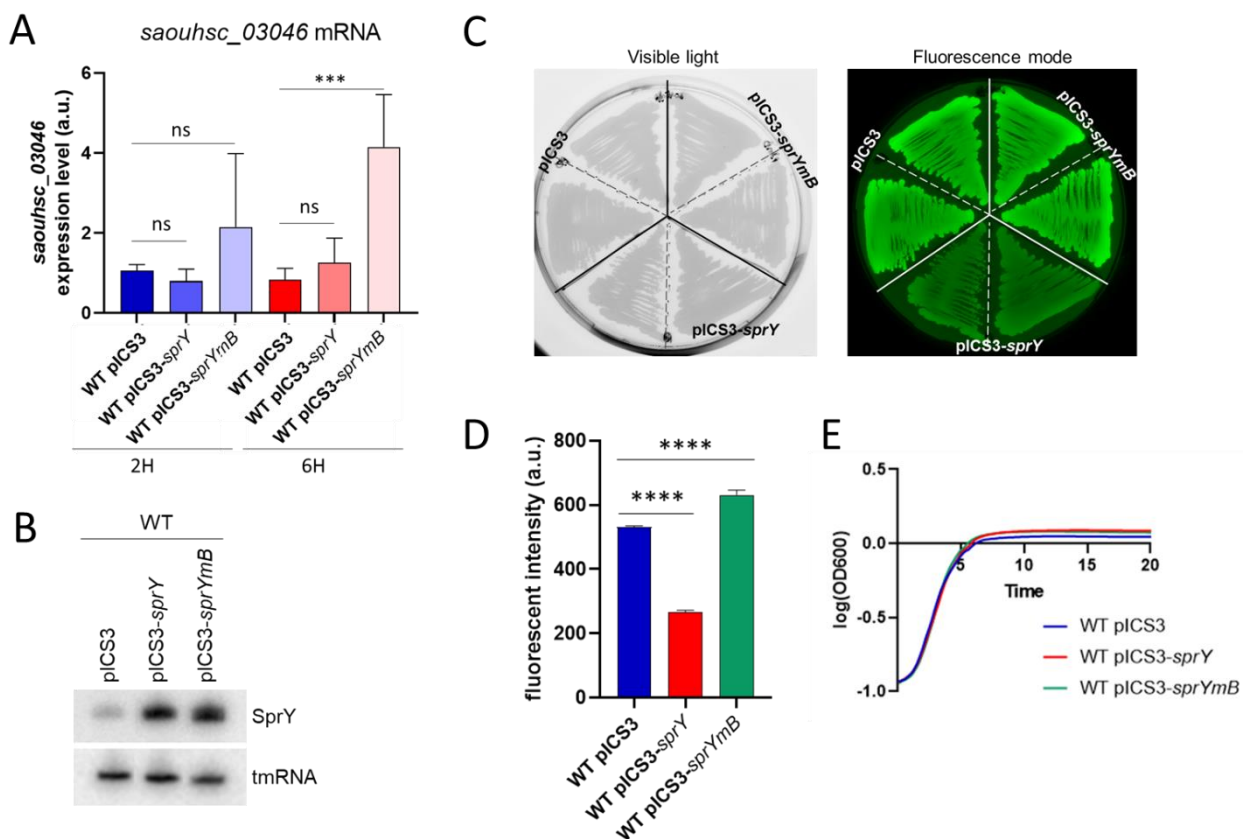 A
saouhsc_03046 mRNA
saouhsc_03046
expression level (a.u.)
6
4
2
0
ns
ns
ns
***
WT pICS3
WT pICS3-sprY
WT pICS3-sprYmB
WT pICS3
WT pICS3-sprY
WT pICS3-sprYmB
2H
6H
B
WT
pICS3
pICS3-sprY
pICS3-sprYmB
SprY
tmRNA
C
Visible light
pICS3
pICS3-sprYmB
pICS3-sprY
Fluorescence mode
pICS3
pICS3-sprYmB
pICS3-sprY
D
fluorescent intensity (a.u.)
800
600
400
200
0
****
****
WT pICS3
WT pICS3-sprY
WT pICS3-sprYmB
E
log(OD600)
0.5
0.0
-0.5
-1.0
5
10
15
20
Time
WT pICS3
WT pICS3-sprY
WT pICS3-sprYmB